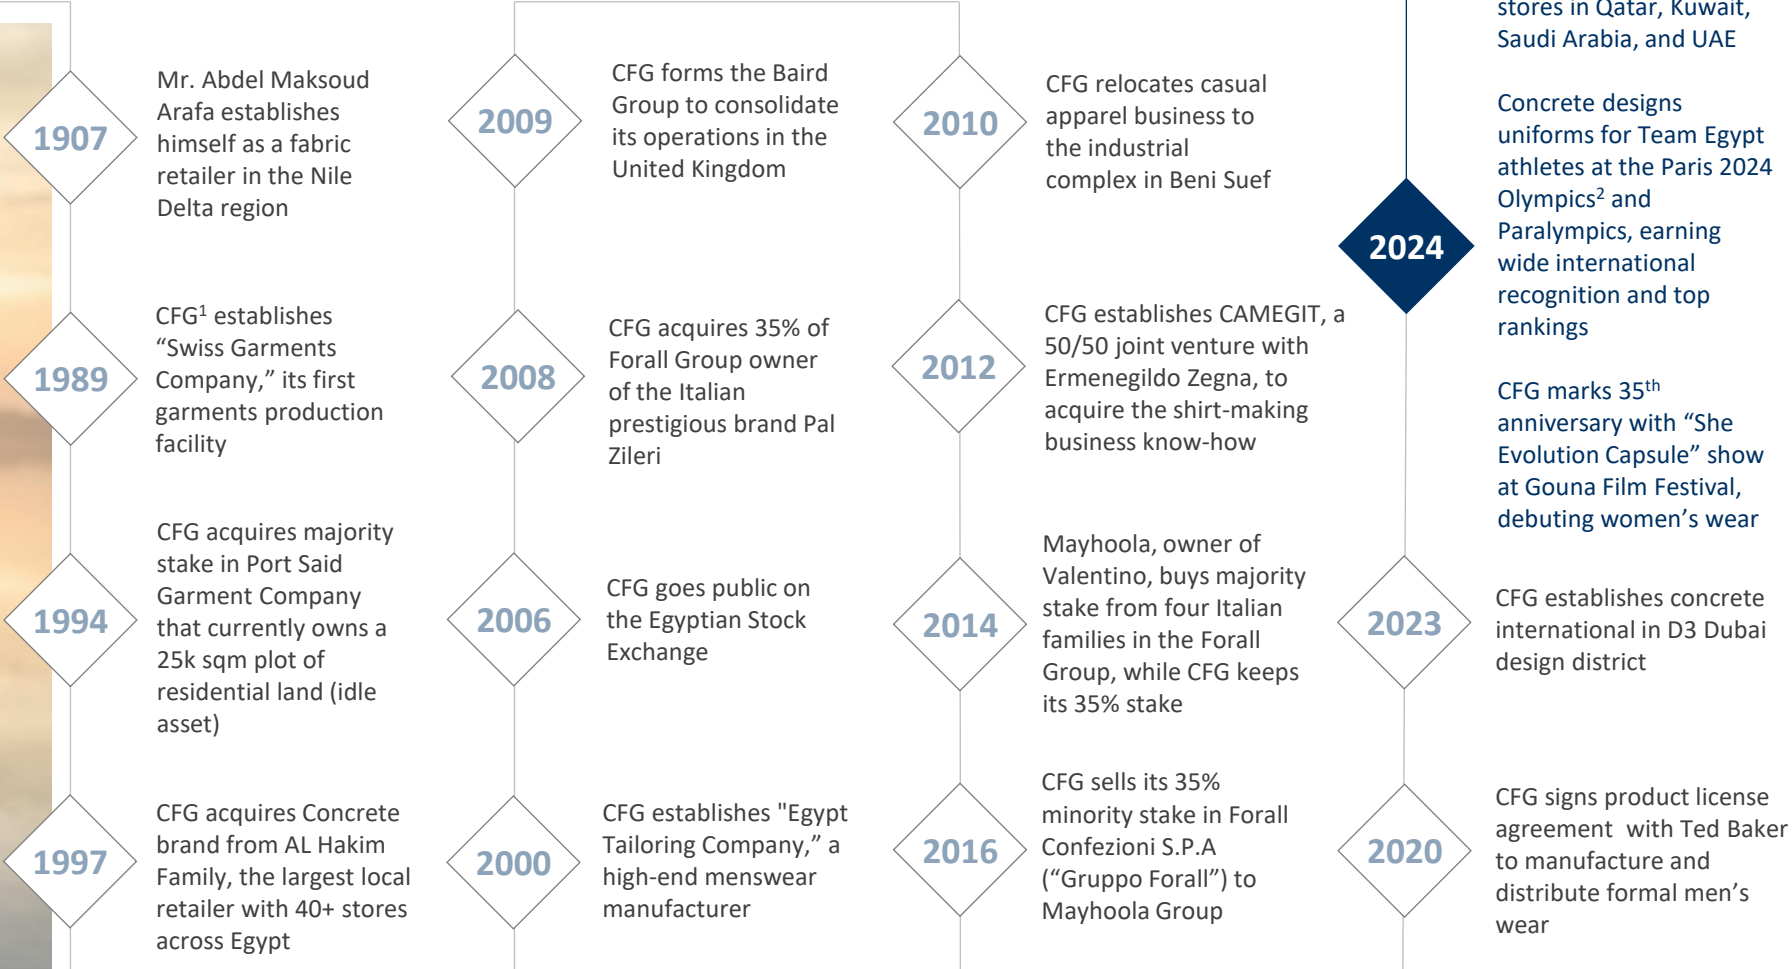 1907
Mr. Abdel Maksoud
Arafa establishes
himself as a fabric
retailer in the Nile
Delta region
1989
CFG¹ establishes
“Swiss Garments
Company,” its first
garments production
facility
1994
CFG acquires majority
stake in Port Said
Garment Company
that currently owns a
25k sqm plot of
residential land (idle
asset)
1997
CFG acquires Concrete
brand from AL Hakim
Family, the largest local
retailer with 40+ stores
across Egypt
2009
CFG forms the Baird
Group to consolidate
its operations in the
United Kingdom
2008
CFG acquires 35% of
Forall Group owner
of the Italian
prestigious brand Pal
Zileri
2006
CFG goes public on
the Egyptian Stock
Exchange
2000
CFG establishes "Egypt
Tailoring Company,” a
high-end menswear
manufacturer
2010
CFG relocates casual
apparel business to
the industrial
complex in Beni Suef
2012
CFG establishes CAMEGIT, a
50/50 joint venture with
Ermenegildo Zegna, to
acquire the shirt-making
business know-how
2014
Mayhoola, owner of
Valentino, buys majority
stake from four Italian
families in the Forall
Group, while CFG keeps
its 35% stake
2016
CFG sells its 35%
minority stake in Forall
Confezioni S.P.A
(“Gruppo Forall”) to
Mayhoola Group
stores in Qatar, Kuwait,
Saudi Arabia, and UAE
2024
Concrete designs
uniforms for Team Egypt
athletes at the Paris 2024
Olympics² and
Paralympics, earning
wide international
recognition and top
rankings
CFG marks 35th
anniversary with “She
Evolution Capsule” show
at Gouna Film Festival,
debuting women’s wear
2023
CFG establishes concrete
international in D3 Dubai
design district
2020
CFG signs product license
agreement with Ted Baker
to manufacture and
distribute formal men’s
wear